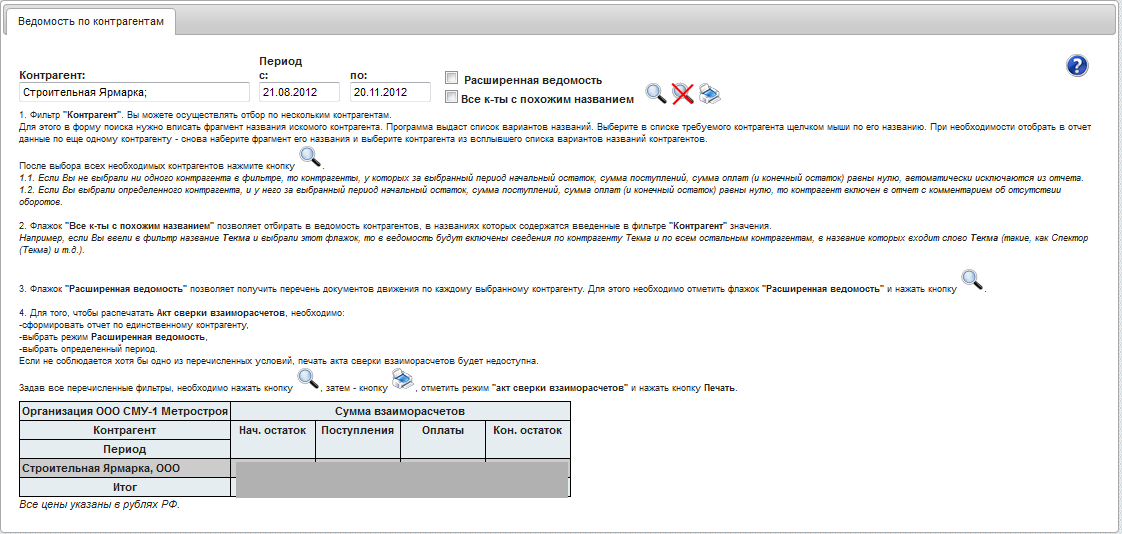 Ведомость по контрагентам
Период
Контрагент: с: по:
Строительная Ярмарка; 21.08.2012 20.11.2012
Расширенная ведомость
Все к-ты с похожим названием
?
1. Фильтр "Контрагент". Вы можете осуществлять отбор по нескольким контрагентам.
Для этого в форму поиска нужно вписать фрагмент названия искомого контрагента. Программа выдаст список вариантов названий. Выберите в списке требуемого контрагента щелчком мыши по его названию. При необходимости отобрать в отчет
данные по еще одному контрагенту - снова наберите фрагмент его названия и выберите контрагента из всплывшего списка вариантов названий контрагентов.
После выбора всех необходимых контрагентов нажмите кнопку .
1.1. Если Вы не выбрали ни одного контрагента в фильтре, то контрагенты, у которых за выбранный период начальный остаток, сумма поступлений, сумма оплат (и конечный остаток) равны нулю, автоматически исключаются из отчета.
1.2. Если Вы выбрали определенного контрагента, и у него за выбранный период начальный остаток, сумма поступлений, сумма оплат (и конечный остаток) равны нулю, то контрагент включен в отчет с комментарием об отсутствии
оборотов.
2. Флажок "Все к-ты с похожим названием" позволяет отбирать в ведомость контрагентов, в названиях которых содержатся введенные в фильтре "Контрагент" значения.
Например, если Вы ввели в фильтр название Текма и выбрали этот флажок, то в ведомость будут включены сведения по контрагенту Текма и по всем остальным контрагентам, в название которых входит слово Текма (такие, как Спектор
(Текма) и т.д.).
3. Флажок "Расширенная ведомость" позволяет получить перечень документов движения по каждому выбранному контрагенту. Для этого необходимо отметить флажок "Расширенная ведомость" и нажать кнопку .
4. Для того, чтобы распечатать Акт сверки взаиморасчетов, необходимо:
-сформировать отчет по единственному контрагенту,
-выбрать режим Расширенная ведомость,
-выбрать определенный период.
Если не соблюдается хотя бы одно из перечисленных условий, печать акта сверки взаиморасчетов будет недоступна.
Задав все перечисленные фильтры, необходимо нажать кнопку , затем - кнопку , отметить режим "акт сверки взаиморасчетов" и нажать кнопку Печать.
Организация ООО СМУ-1 Метрострой Сумма взаиморасчетов
Контрагент Нач. остаток Поступления Оплаты Кон. остаток
Период
Строительная Ярмарка, ООО
Итог
Все цены указаны в рублях РФ.